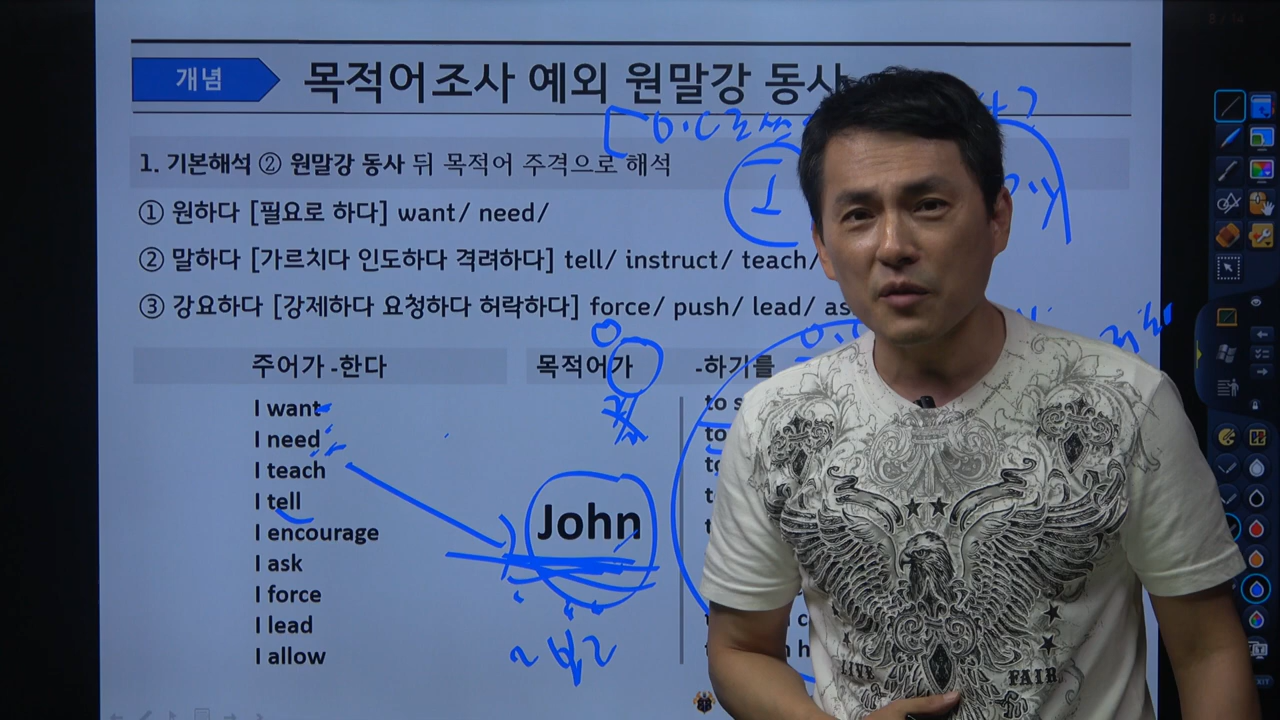 개념
목적어조사 예외 원말강 동사
1. 기본해석 ② 원말강 동사 뒤 목적어 주격으로 해석
① 원하다 [필요로 하다] want/ need/
② 말하다 [가르치다 인도하다 격려하다] tell/ instruct/ teach/
③ 강요하다 [강제하다 요청하다 허락하다] force/ push/ lead/ as
주어가 -한다 목적어가 -하기를
I want to s
I need to
I teach to
I tell
I encourage
John
I ask
I force
I lead
I allow
LIVE FAIR